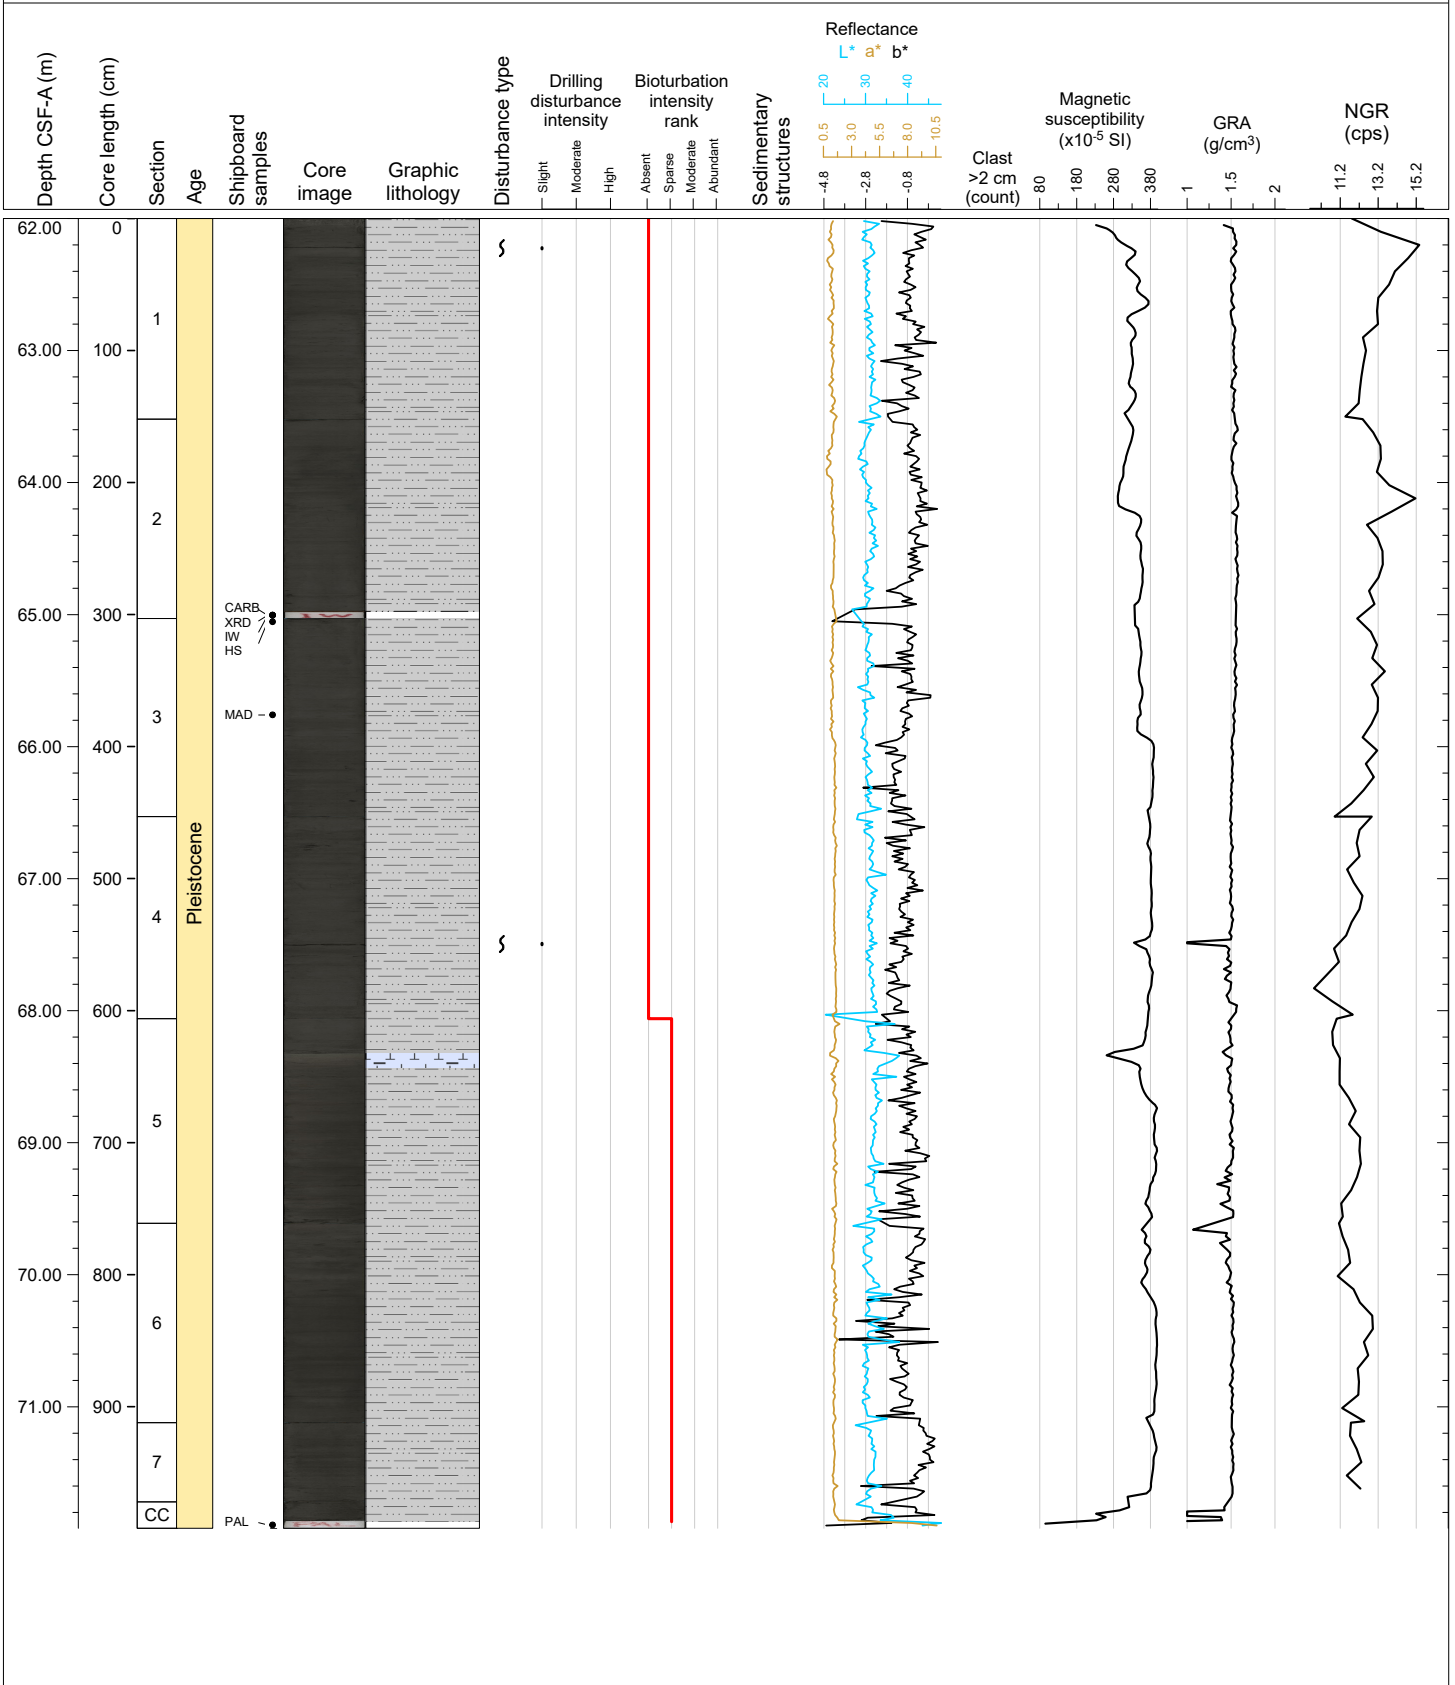 Depth CSF-A (m)
Core length (cm)
Section
Age
Shipboard
samples
Core
image
Graphic
lithology
Disturbance type
Drilling
disturbance
intensity
Slight
Moderate
High
Bioturbation
intensity
rank
Absent
Sparse
Moderate
Abundant
Sedimentary
structures
Reflectance
L* a* b*
20 30 40
0.5 3.0 5.5 8.0 10.5
-4.8 -2.8 -0.8
Clast
>2 cm
(count)
Magnetic
susceptibility
(x10-5 SI)
80 180 280 380
GRA
(g/cm3)
1 1.5 2
NGR
(cps)
11.2 13.2 15.2
62.00 0
1
63.00 100
64.00 200
2
CARB
65.00 300
XRD
IW
HS
3
MAD
66.00 400
Pleistocene
67.00 500
4
68.00 600
5
69.00 700
70.00 800
6
71.00 900
7
CC
PAL